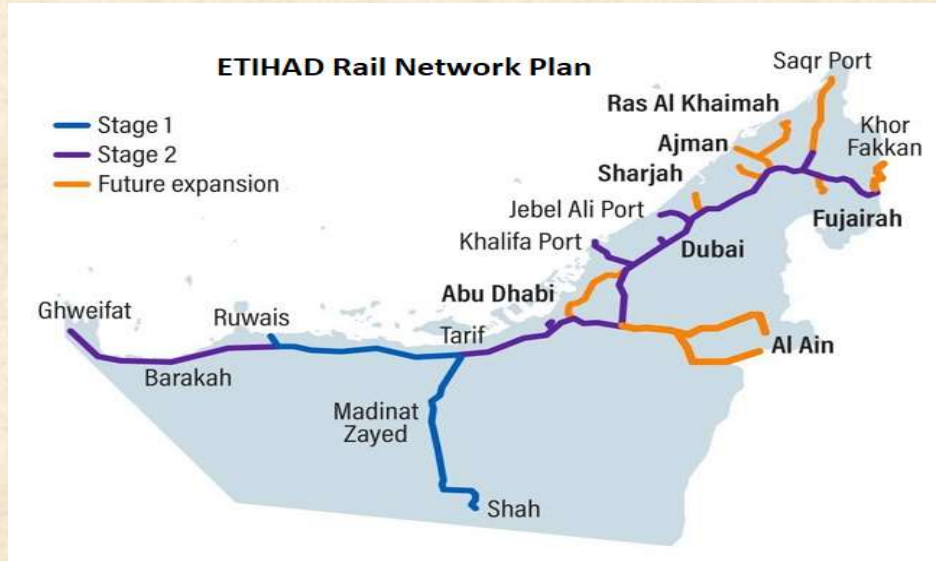 ETIHAD Rail Network Plan
Stage 1
Stage 2
Future expansion
Saqr Port
Ras Al Khaimah
Khor
Fakkan
Ajman
Sharjah
Jebel Ali Port
Fujairah
Khalifa Port
Dubai
Abu Dhabi
Ghweifat
Ruwais
Tarif
Al Ain
Barakah
Madinat
Zayed
Shah